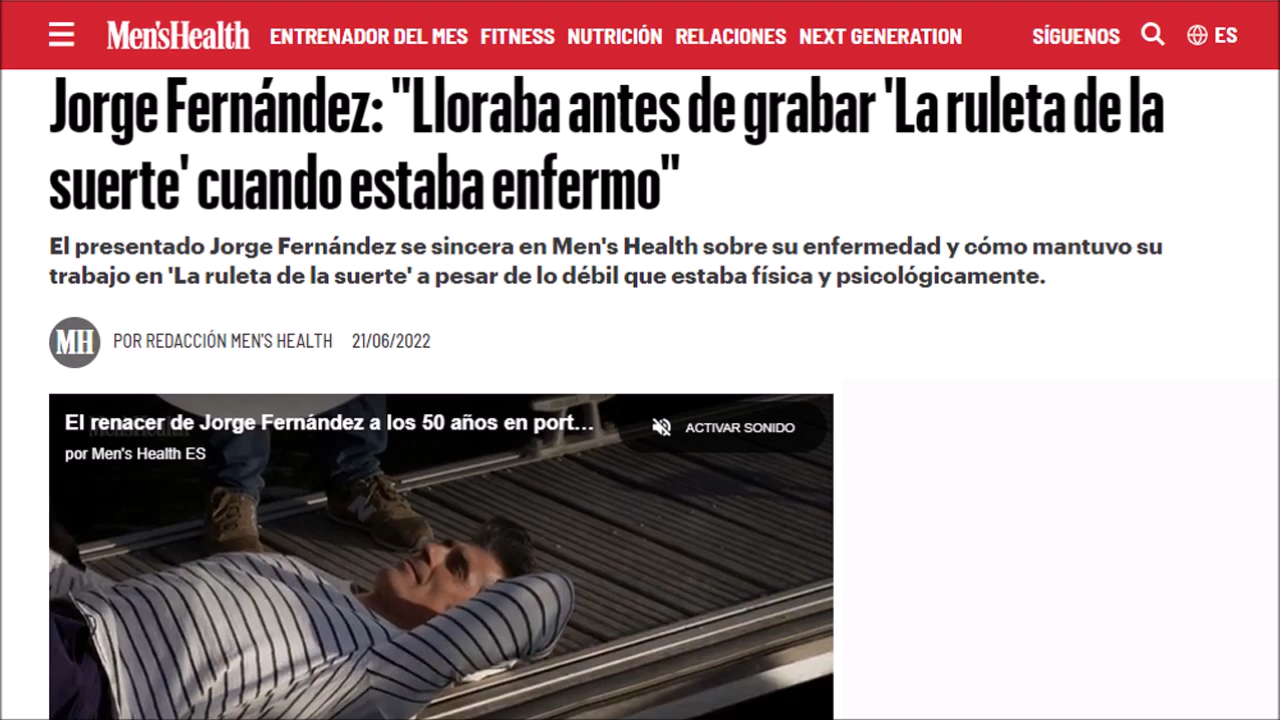 Men'sHealth ENTRENADOR DEL MES FITNESS NUTRICIÓN RELACIONES NEXT GENERATION SÍGUENOS ES
Jorge Fernández: "Lloraba antes de grabar 'La ruleta de la
suerte' cuando estaba enfermo"
El presentado Jorge Fernández se sincera en Men's Health sobre su enfermedad y cómo mantuvo su
trabajo en 'La ruleta de la suerte' a pesar de lo débil que estaba física y psicológicamente.
MH POR REDACCIÓN MEN'S HEALTH 21/06/2022
El renacer de Jorge Fernández a los 50 años en port... ACTIVAR SONIDO
Men'sHealth
por Men's Health ES
N